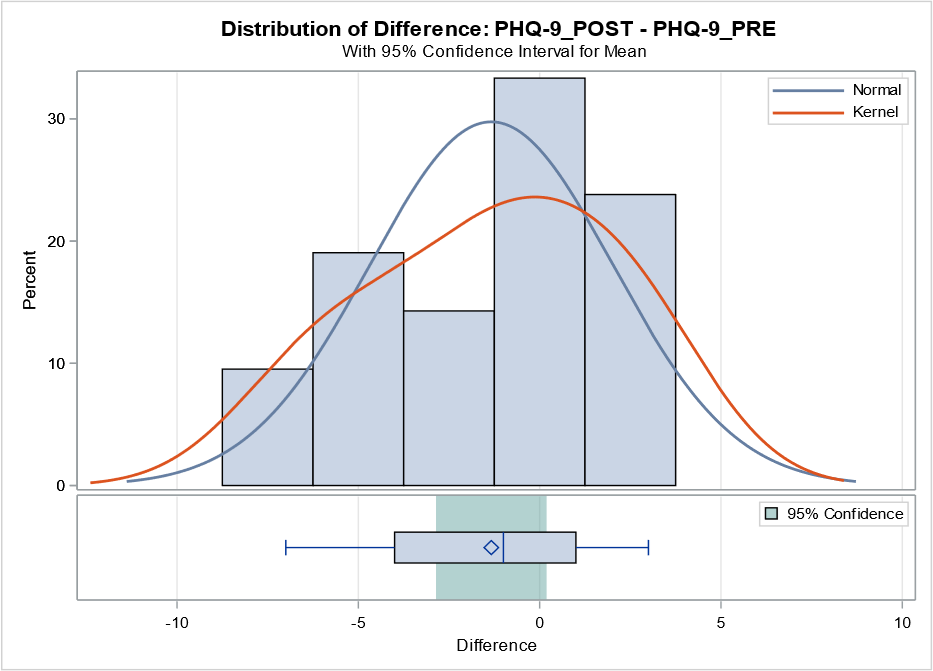 Distribution of Difference: PHQ-9_POST - PHQ-9_PRE
With 95% Confidence Interval for Mean
Normal
Kernel
30
20
10
0
Percent
95% Confidence
-10
-5
0
5
10
Difference